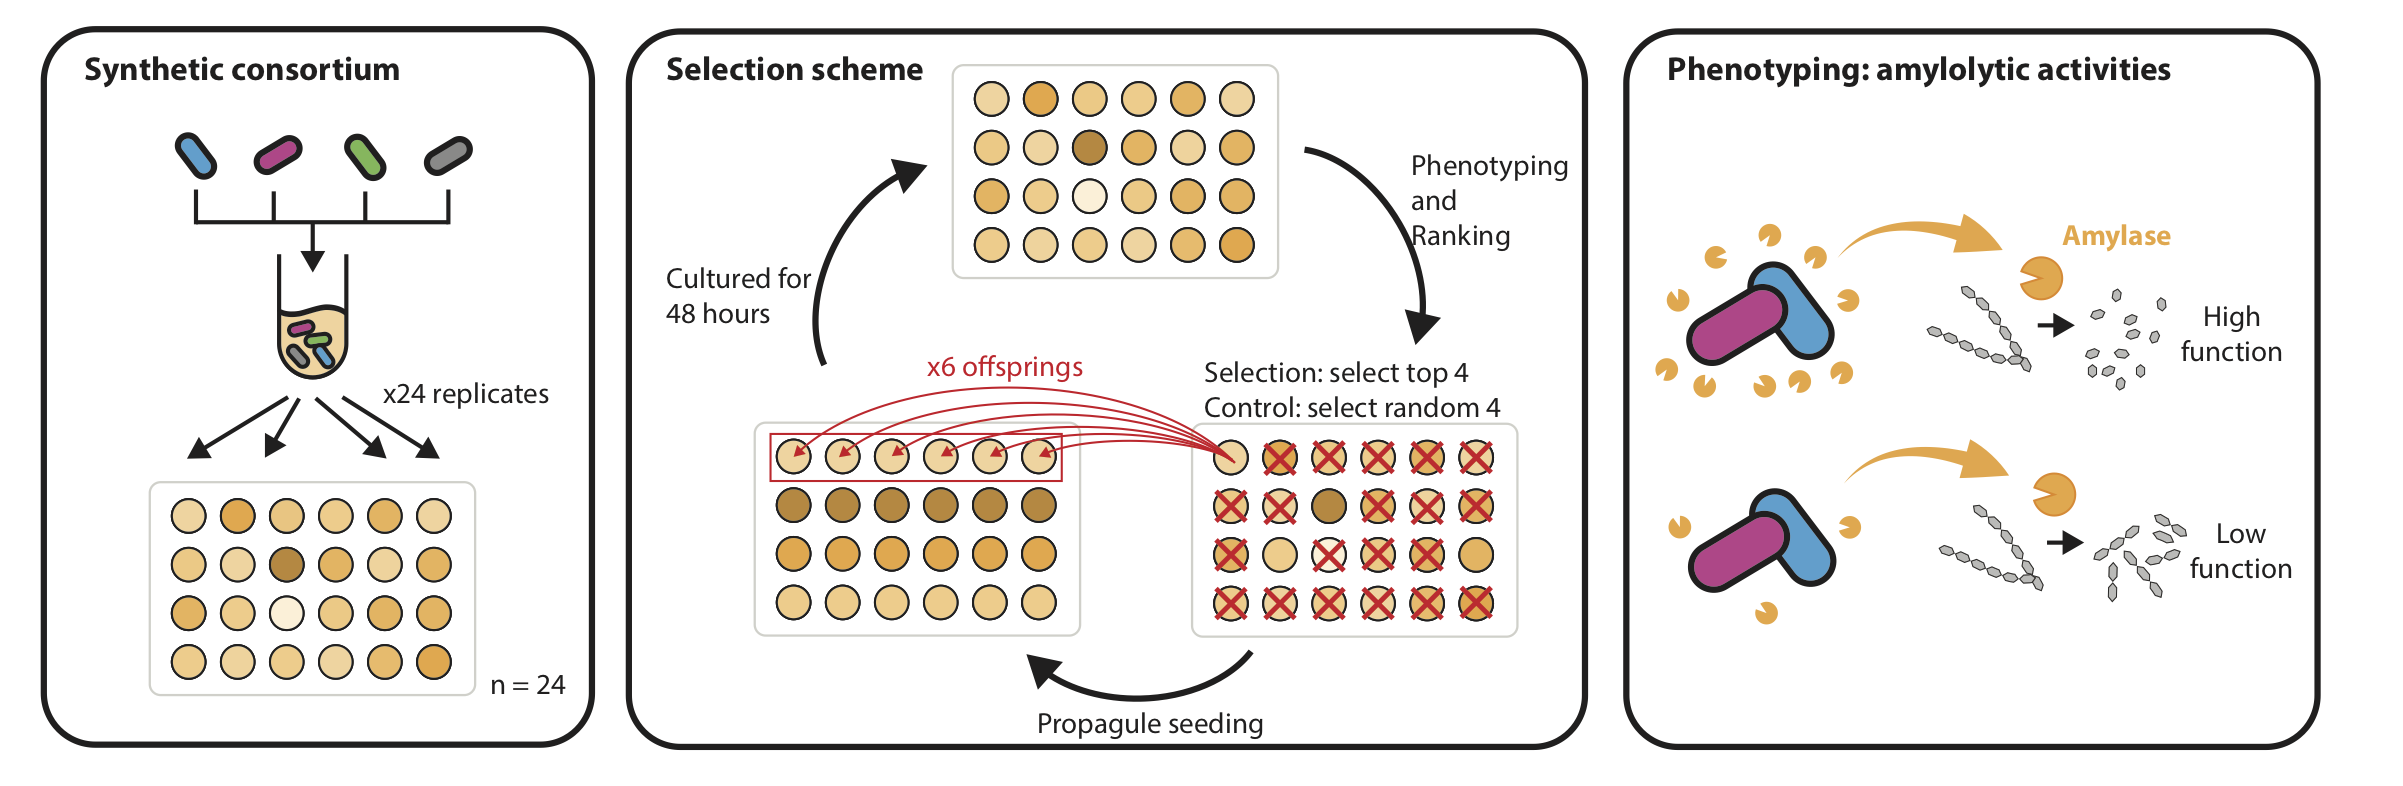 Synthetic consortium
x24 replicates
n = 24
Selection scheme
Cultured for
48 hours
Phenotyping
and
Ranking
x6 offsprings
Selection: select top 4
Control: select random 4
Propagule seeding
Phenotyping: amylolytic activities
Amylase
High
function
Low
function